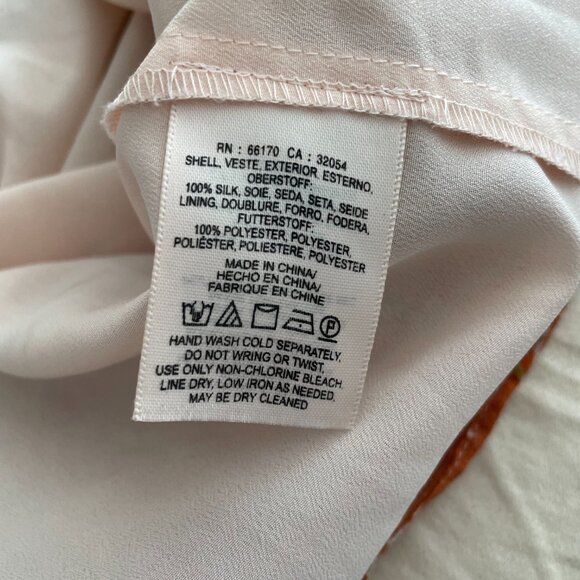 RN : 66170 CA : 32054
SHELL, VESTE, EXTERIOR, ESTERNO,
OBERSTOFF:
100% SILK, SOIE, SEDA, SETA, SEIDE
LINING, DOUBLURE, FORRO, FODERA,
FUTTERSTOFF:
100% POLYESTER, POLYESTER,
POLIÉSTER, POLIESTERE, POLYESTER
MADE IN CHINA/
HECHO EN CHINA/
FABRIQUE EN CHINE
P
HAND WASH COLD SEPARATELY.
DO NOT WRING OR TWIST.
USE ONLY NON-CHLORINE BLEACH.
LINE DRY, LOW IRON AS NEEDED.
MAY BE DRY CLEANED